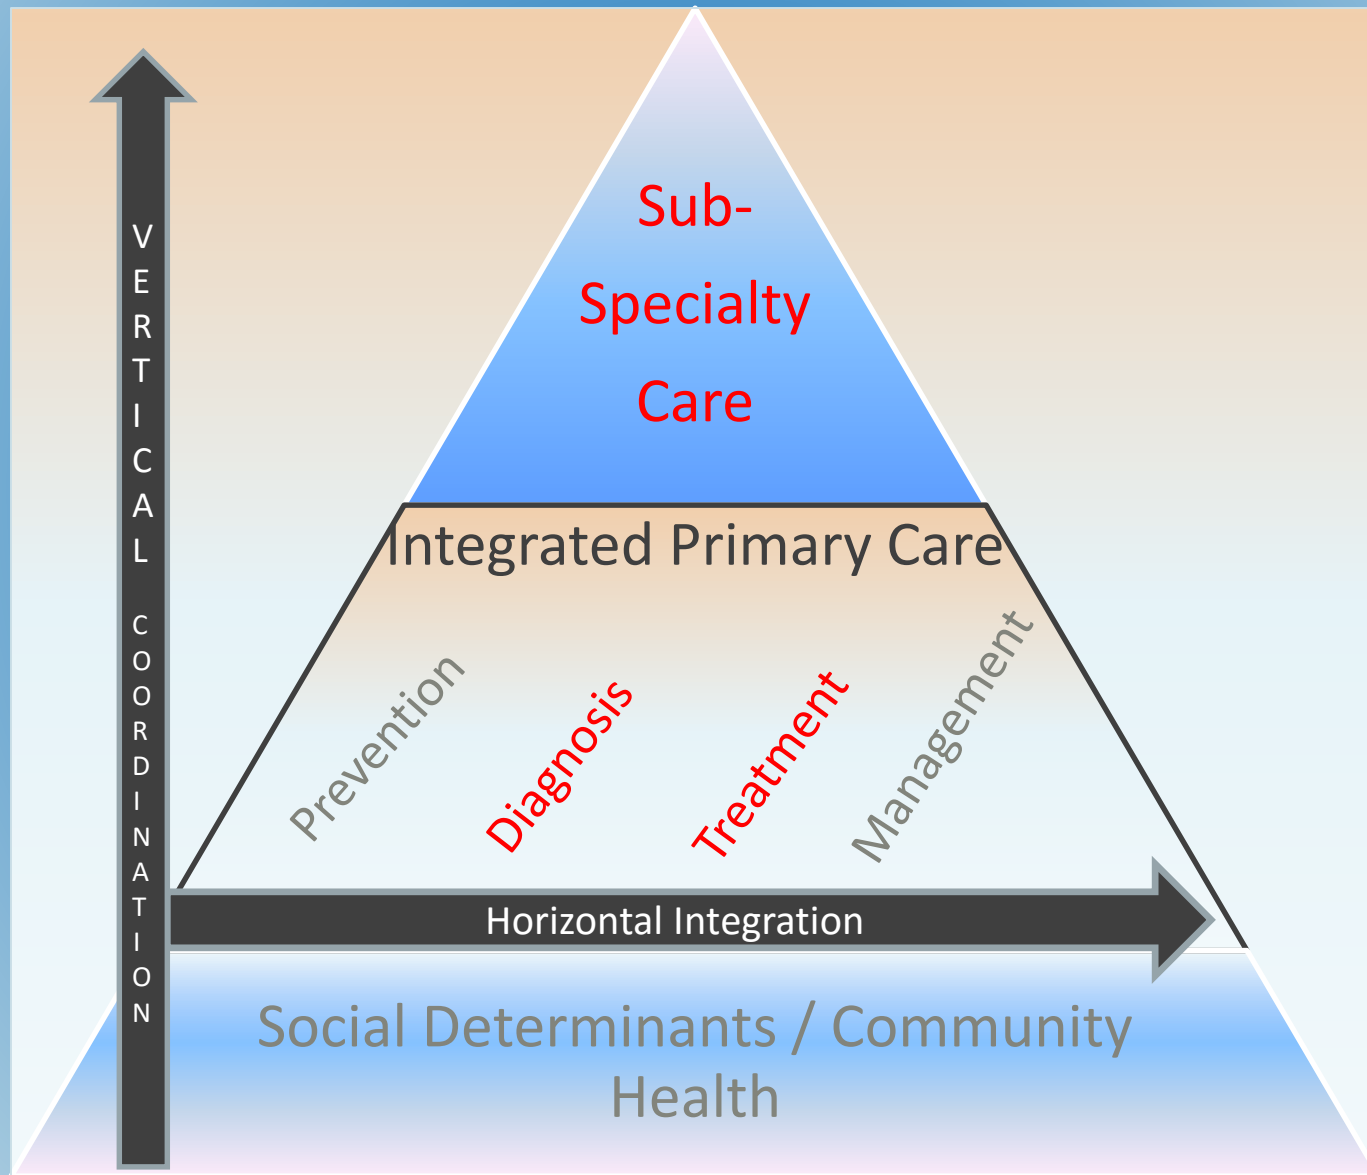 Sub-
Specialty
Care
VERTICAL COORDINATION
Integrated Primary Care
Prevention
Diagnosis
Treatment
Management
Horizontal Integration
Social Determinants / Community
Health